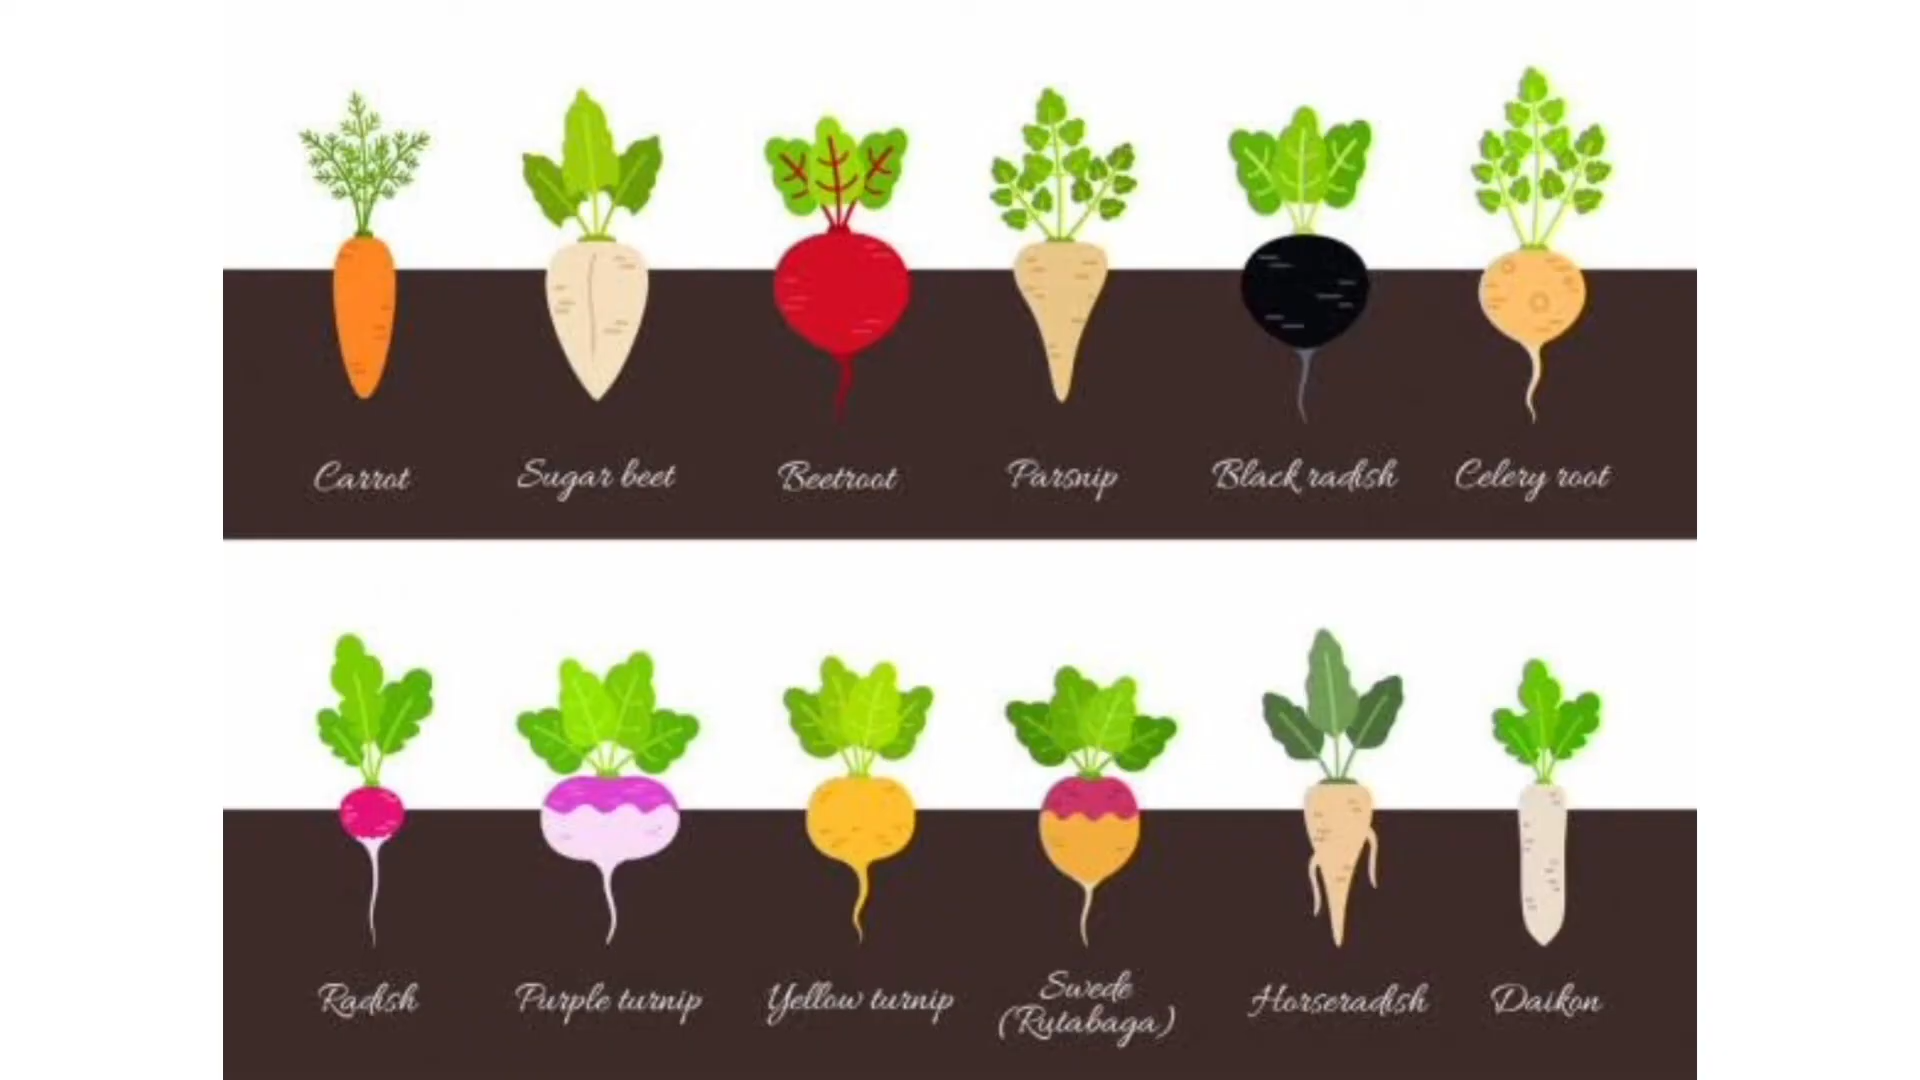 Carrot
Sugar beet
Beetroot
Parsnip
Black radish
Celery root
Radish
Purple turnip
Yellow turnip
Swede
(Rutabaga)
Horseradish
Daikon